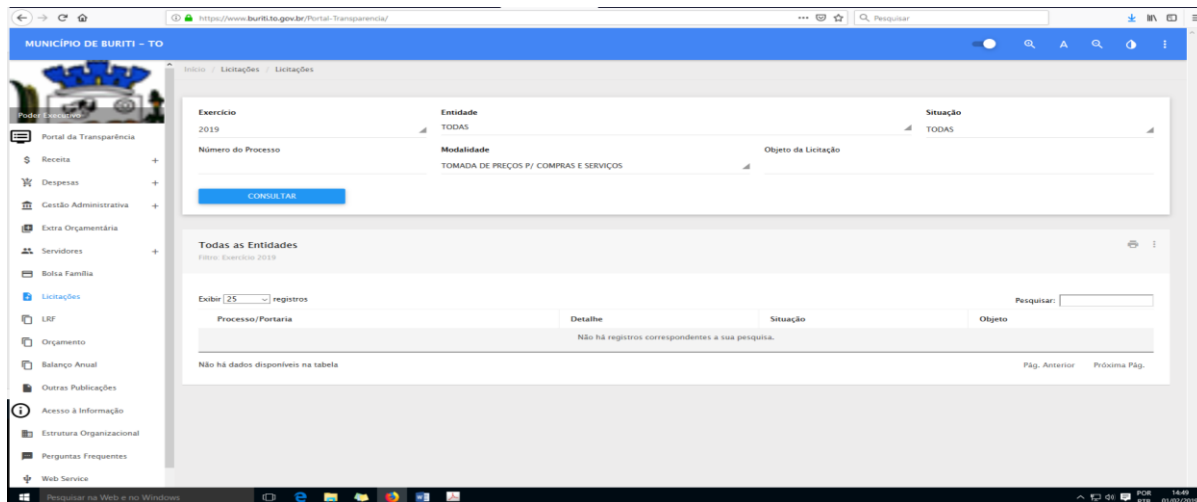 https://www.buriti.to.gov.br/Portal-Transparencia/
Pesquisar
MUNICÍPIO DE BURITI - TO
A
Início / Licitações / Licitações
Poder Executivo
Portal da Transparência
Receita +
Despesas +
Gestão Administrativa +
Extra Orçamentária
Servidores +
Bolsa Família
Licitações
LRF
Orçamento
Balanço Anual
Outras Publicações
Acesso à Informação
Estrutura Organizacional
Perguntas Frequentes
Web Service
Exercício
2019
Entidade
TODAS
Situação
TODAS
Número do Processo
Modalidade
TOMADA DE PREÇOS P/ COMPRAS E SERVIÇOS
Objeto da Licitação
CONSULTAR
Todas as Entidades
Filtro: Exercício 2019
Exibir 25 registros
Pesquisar:
Processo/Portaria Detalhe Situação Objeto
Não há registros correspondentes a sua pesquisa.
Não há dados disponíveis na tabela
Pág. Anterior Próxima Pág.
Pesquisar na Web e no Windows
POR 14:49